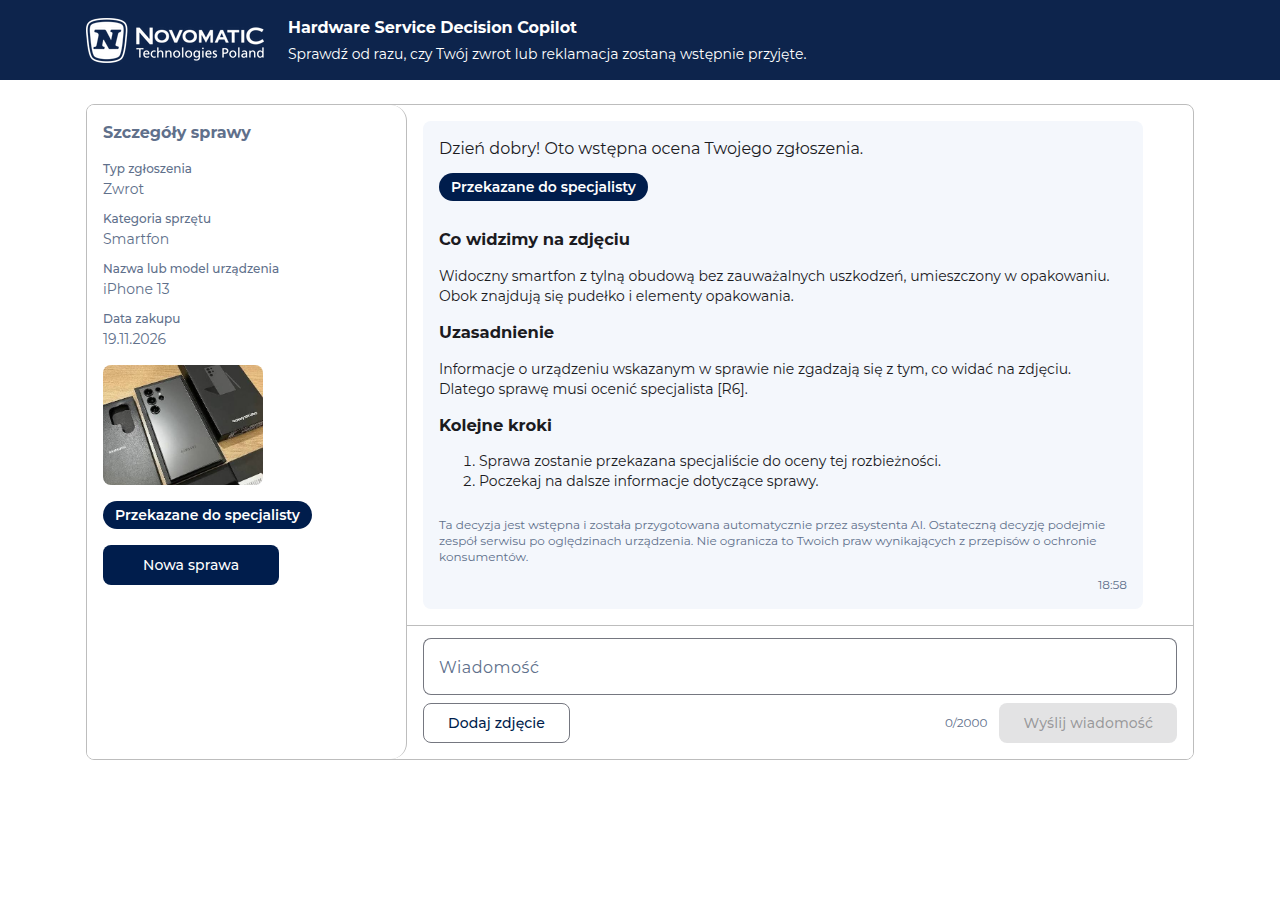 NOVOMATIC
Technologies Poland
Hardware Service Decision Copilot
Sprawdź od razu, czy Twój zwrot lub reklamacja zostaną wstępnie przyjęte.
Szczegóły sprawy
Typ zgłoszenia
Zwrot
Kategoria sprzętu
Smartfon
Nazwa lub model urządzenia
iPhone 13
Data zakupu
19.11.2026
Przekazane do specjalisty
Nowa sprawa
Dzień dobry! Oto wstępna ocena Twojego zgłoszenia.
Przekazane do specjalisty
Co widzimy na zdjęciu
Widoczny smartfon z tylną obudową bez zauważalnych uszkodzeń, umieszczony w opakowaniu.
Obok znajdują się pudełko i elementy opakowania.
Uzasadnienie
Informacje o urządzeniu wskazanym w sprawie nie zgadzają się z tym, co widać na zdjęciu.
Dlatego sprawę musi ocenić specjalista [R6].
Kolejne kroki
1. Sprawa zostanie przekazana specjaliście do oceny tej rozbieżności.
2. Poczekaj na dalsze informacje dotyczące sprawy.
Ta decyzja jest wstępna i została przygotowana automatycznie przez asystenta AI. Ostateczną decyzję podejmie
zespół serwisu po oględzinach urządzenia. Nie ogranicza to Twoich praw wynikających z przepisów o ochronie
konsumentów.
18:58
Wiadomość
Dodaj zdjęcie
0/2000
Wyślij wiadomość